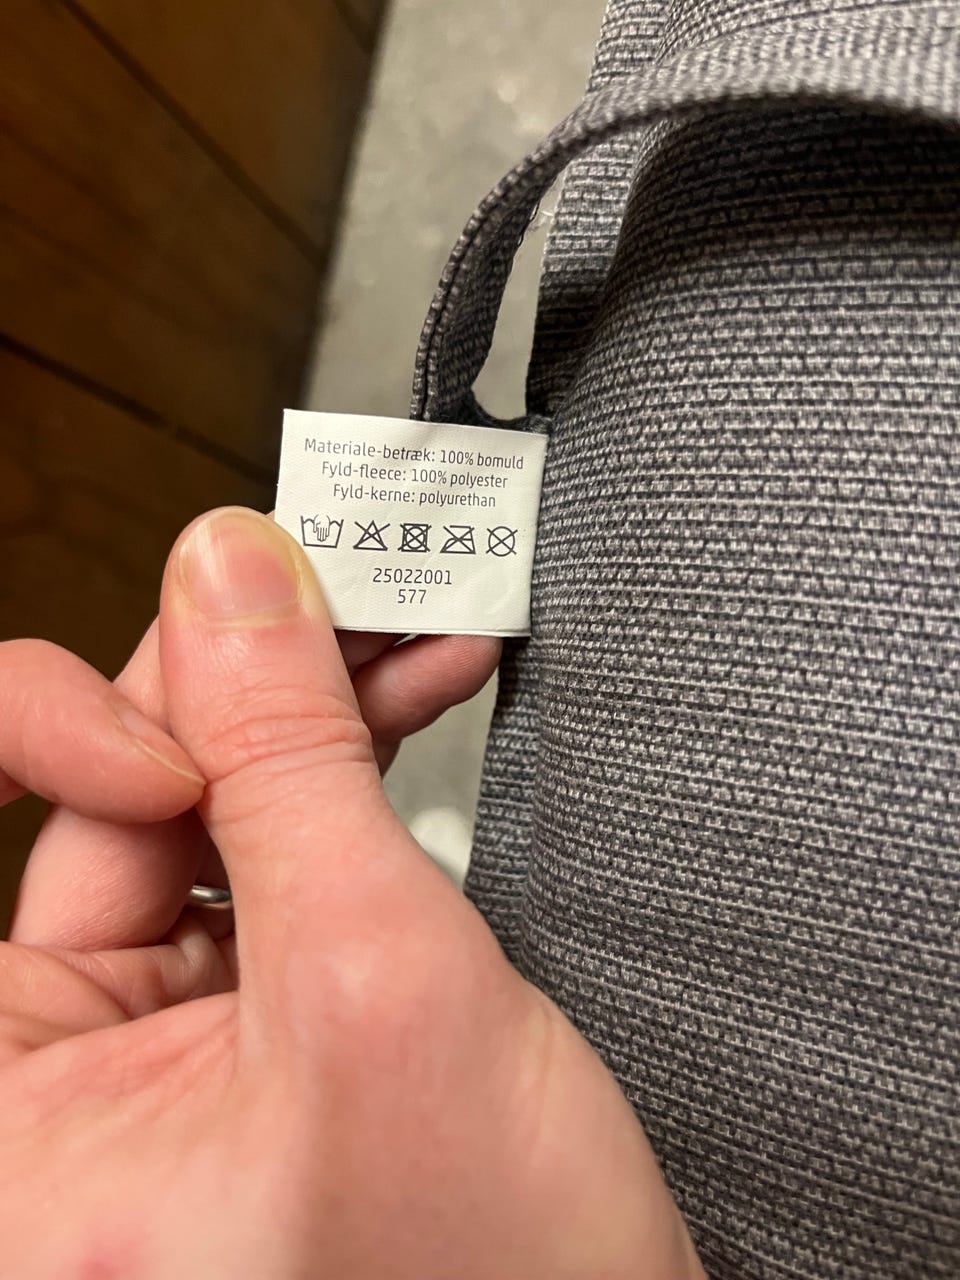 Materiale-betræk: 100% bomuld
Fyld-fleece: 100% polyester
Fyld-kerne: polyurethan
25022001
577